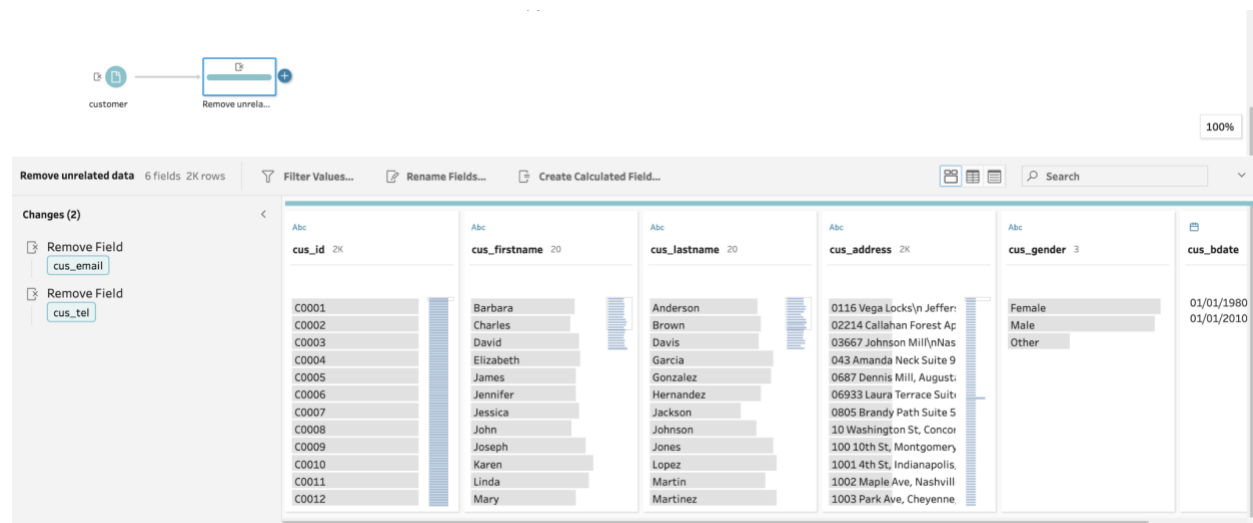 customer
Remove unrela...
100%
Remove unrelated data 6 fields 2K rows
Filter Values...
Rename Fields...
Create Calculated Field...
Search
Changes (2)
Remove Field
cus_email
Remove Field
cus_tel
Abc
cus_id 2K
C0001
C0002
C0003
C0004
C0005
C0006
C0007
C0008
C0009
C0010
C0011
C0012
Abc
cus_firstname 20
Barbara
Charles
David
Elizabeth
James
Jennifer
Jessica
John
Joseph
Karen
Linda
Mary
Abc
cus_lastname 20
Anderson
Brown
Davis
Garcia
Gonzalez
Hernandez
Jackson
Johnson
Jones
Lopez
Martin
Martinez
Abc
cus_address 2K
0116 Vega Locks\n Jeffer
02214 Callahan Forest Ap
03667 Johnson Mill\nNas
043 Amanda Neck Suite 9
0687 Dennis Mill, August
06933 Laura Terrace Suit
0805 Brandy Path Suite 5
10 Washington St, Concor
100 10th St, Montgomery
1001 4th St, Indianapolis,
1002 Maple Ave, Nashvill
1003 Park Ave, Cheyenne
Abc
cus_gender 3
Female
Male
Other
cus_bdate
01/01/1980
01/01/2010